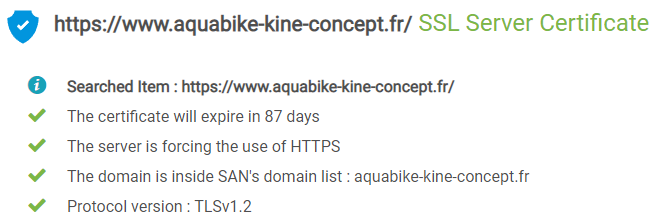 https://www.aquabike-kine-concept.fr/ SSL Server Certificate
Searched Item : https://www.aquabike-kine-concept.fr/
The certificate will expire in 87 days
The server is forcing the use of HTTPS
The domain is inside SAN's domain list : aquabike-kine-concept.fr
Protocol version : TLSv1.2